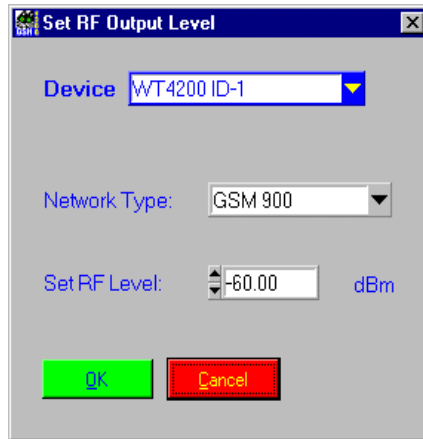 GSM
Set RF Output Level
Device WT4200 ID-1
Network Type: GSM 900
Set RF Level: -60.00 dBm
OK Cancel